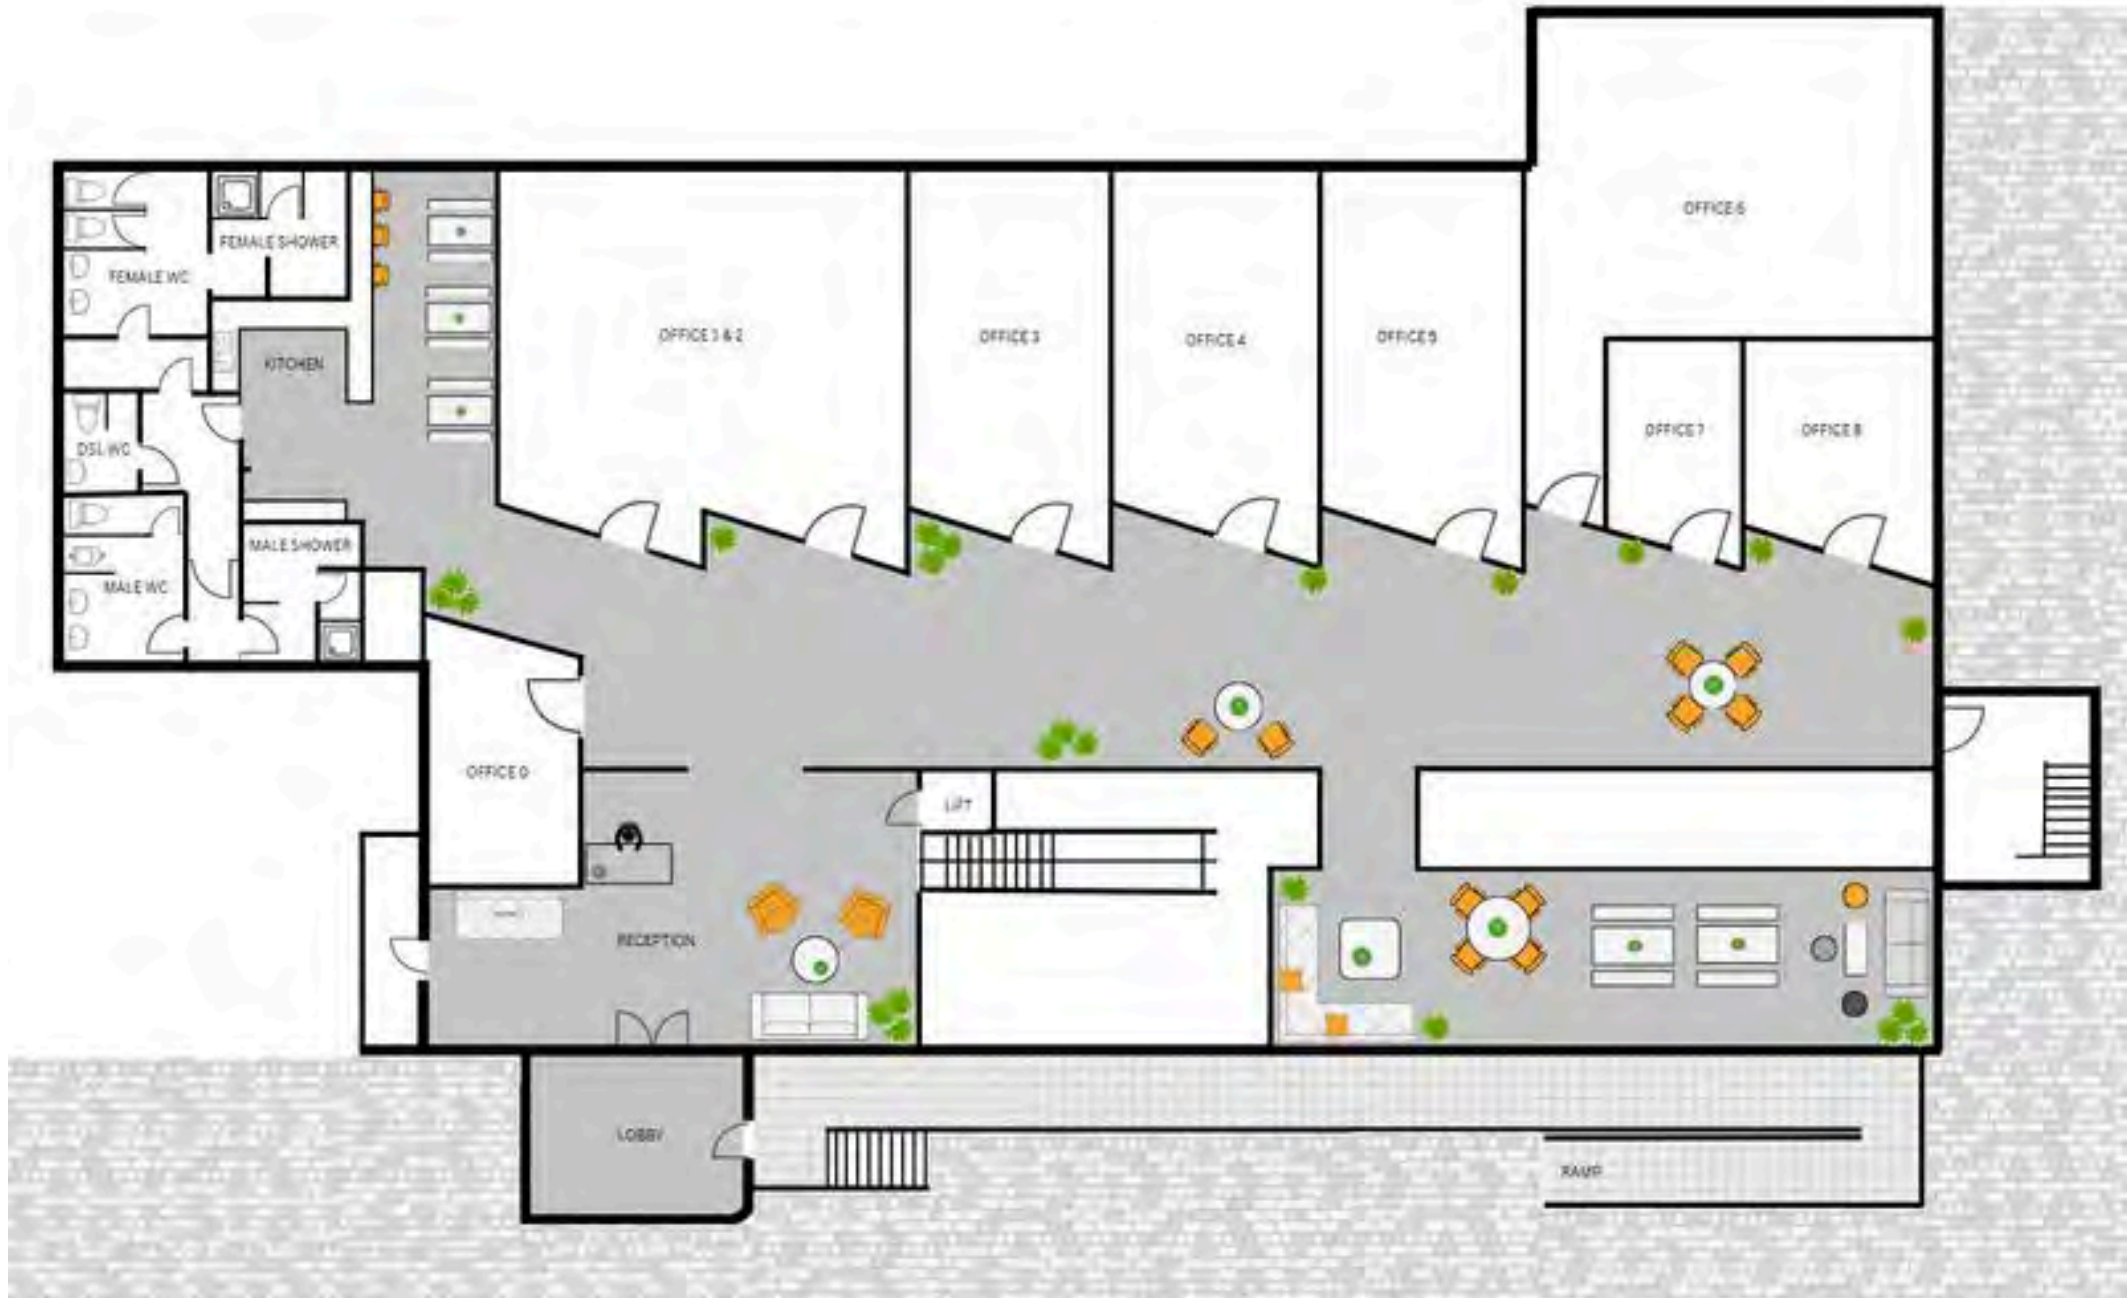 OFFICE 6
FEMALE SHOWER
FEMALE WC
OFFICE 1 & 2
OFFICE 3
OFFICE 4
OFFICE 5
KITCHEN
OFFICE 7
OFFICE 8
DSL WC
MALE SHOWER
MALE WC
OFFICE 0
LIFT
RECEPTION
LOBBY
RAMP